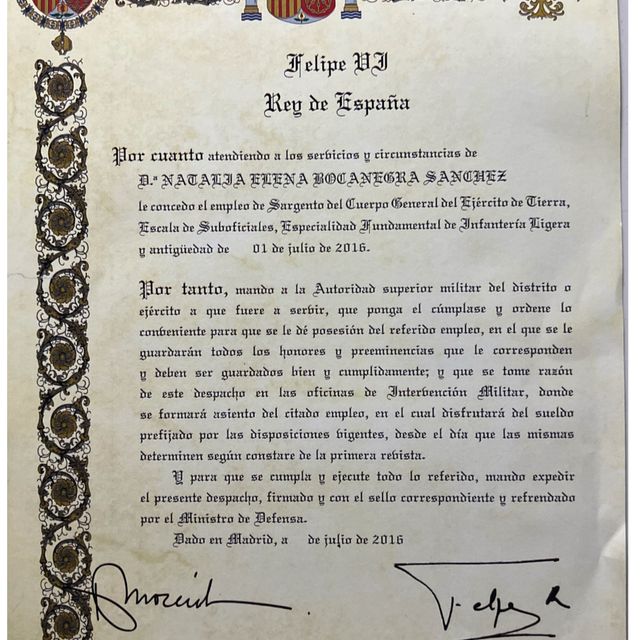 Felipe VI
Rey de España
Por cuanto atendiendo a los servicios y circunstancias de
D.ª NATALIA ELENA BOCANEGRA SANCHEZ
le concedo el empleo de Sargento del Cuerpo General del Ejército de Tierra,
Escala de Suboficiales, Especialidad Fundamental de Infantería Ligera
y antigüedad de 01 de julio de 2016.
Por tanto, mando a la Autoridad superior militar del distrito o
ejército a que fuere a servir, que ponga el cúmplase y ordene lo
conveniente para que se le dé posesión del referido empleo, en el que se le
guardarán todos los honores y preeminencias que le corresponden
y deben ser guardados bien y cumplidamente; y que se tome razón
de este despacho en las oficinas de Intervención Militar, donde
se formará asiento del citado empleo, en el cual disfrutará del sueldo
prefijado por las disposiciones vigentes, desde el día que las mismas
determinen según constare de la primera revista.
Y para que se cumpla y ejecute todo lo referido, mando expedir
el presente despacho, firmado y con el sello correspondiente y refrendado
por el Ministro de Defensa.
Dado en Madrid, a de julio de 2016
Felipe R